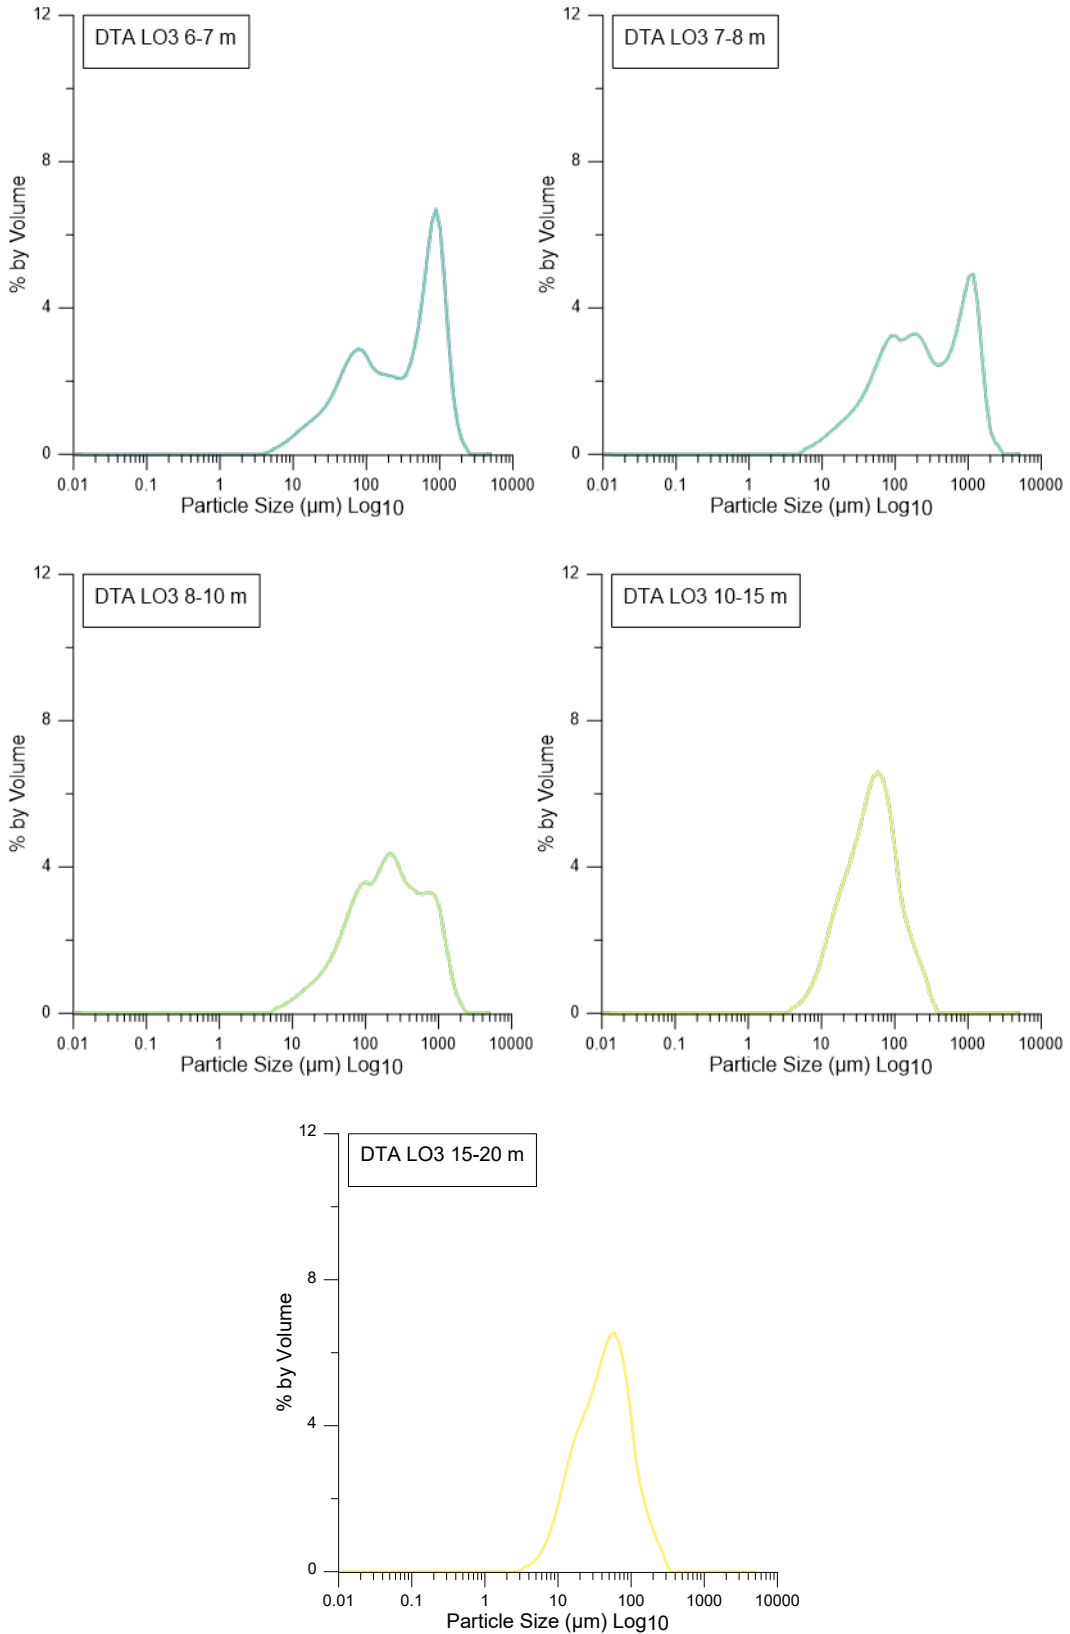 12
DTA LO3 6-7 m
8
% by Volume
4
0
0.01 0.1 1 10 100 1000 10000
Particle Size (µm) Log10
12
DTA LO3 7-8 m
8
% by Volume
4
0
0.01 0.1 1 10 100 1000 10000
Particle Size (µm) Log10
12
DTA LO3 8-10 m
8
% by Volume
4
0
0.01 0.1 1 10 100 1000 10000
Particle Size (µm) Log10
12
DTA LO3 10-15 m
8
% by Volume
4
0
0.01 0.1 1 10 100 1000 10000
Particle Size (µm) Log10
12
DTA LO3 15-20 m
8
% by Volume
4
0
0.01 0.1 1 10 100 1000 10000
Particle Size (µm) Log10